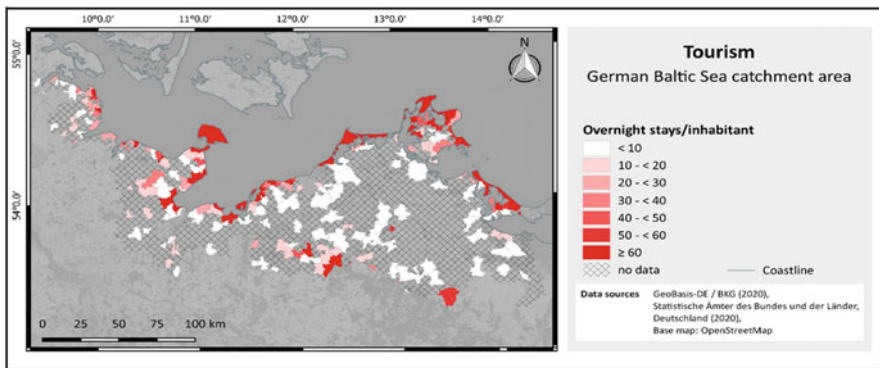 10°0.0' 11°0.0' 12°0.0' 13°0.0' 14°0.0'
55°0.0'
N
54°0.0'
0 25 50 75 100 km
Tourism
German Baltic Sea catchment area
Overnight stays/inhabitant
< 10
10 - < 20
20 - < 30
30 - < 40
40 - < 50
50 - < 60
≥ 60
no data
Coastline
Data sources
GeoBasis-DE / BKG (2020),
Statistische Ämter des Bundes und der Länder,
Deutschland (2020),
Base map: OpenStreetMap